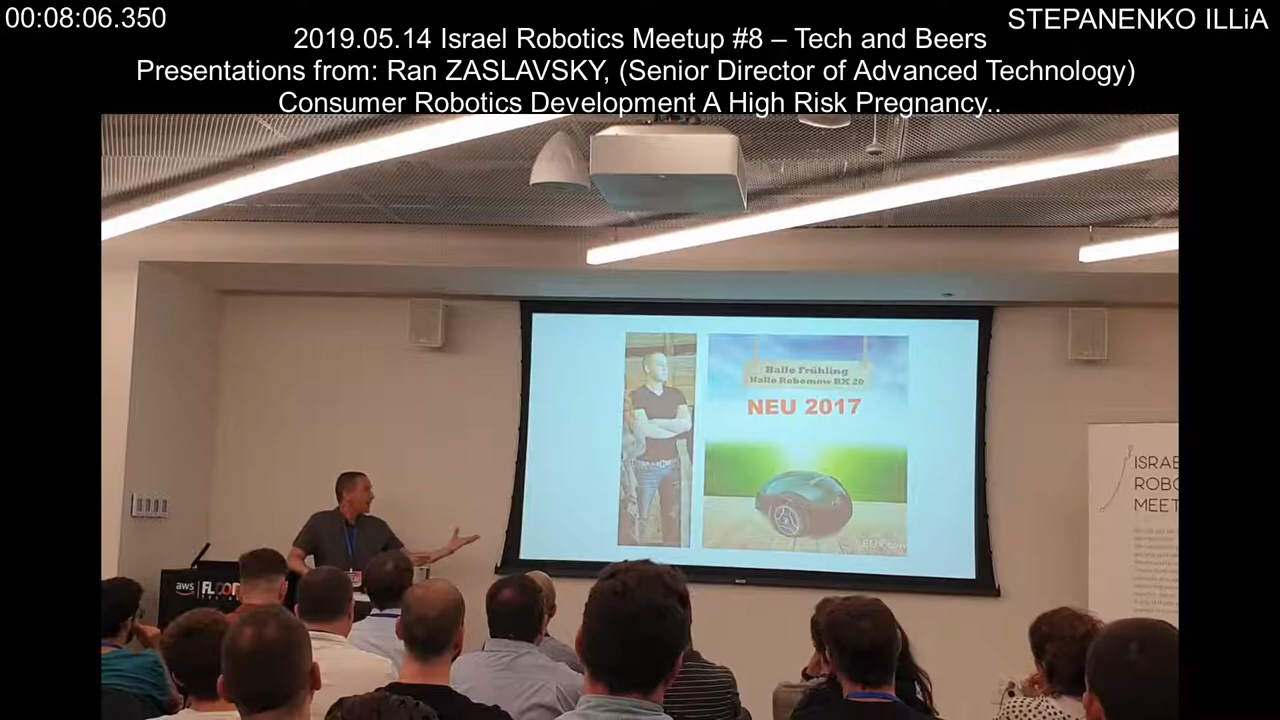 00:08:06.350
STEPANENKO ILLiA
2019.05.14 Israel Robotics Meetup #8 – Tech and Beers
Presentations from: Ran ZASLAVSKY, (Senior Director of Advanced Technology)
Consumer Robotics Development A High Risk Pregnancy..
Hallo Frühling
Hallo Robomow RX 20
NEU 2017
ISRAE
ROBO
MEET
aws